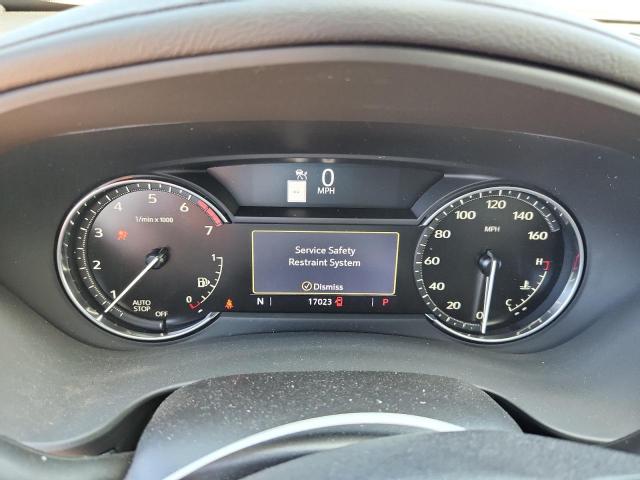 0
MPH
4 5 6 7
1/min x 1000
3
2
1
AUTO
STOP
OFF
1
0
Service Safety
Restraint System
Dismiss
N 17023 P
100 120 140
MPH
80 160
60
40
20
0
H
C